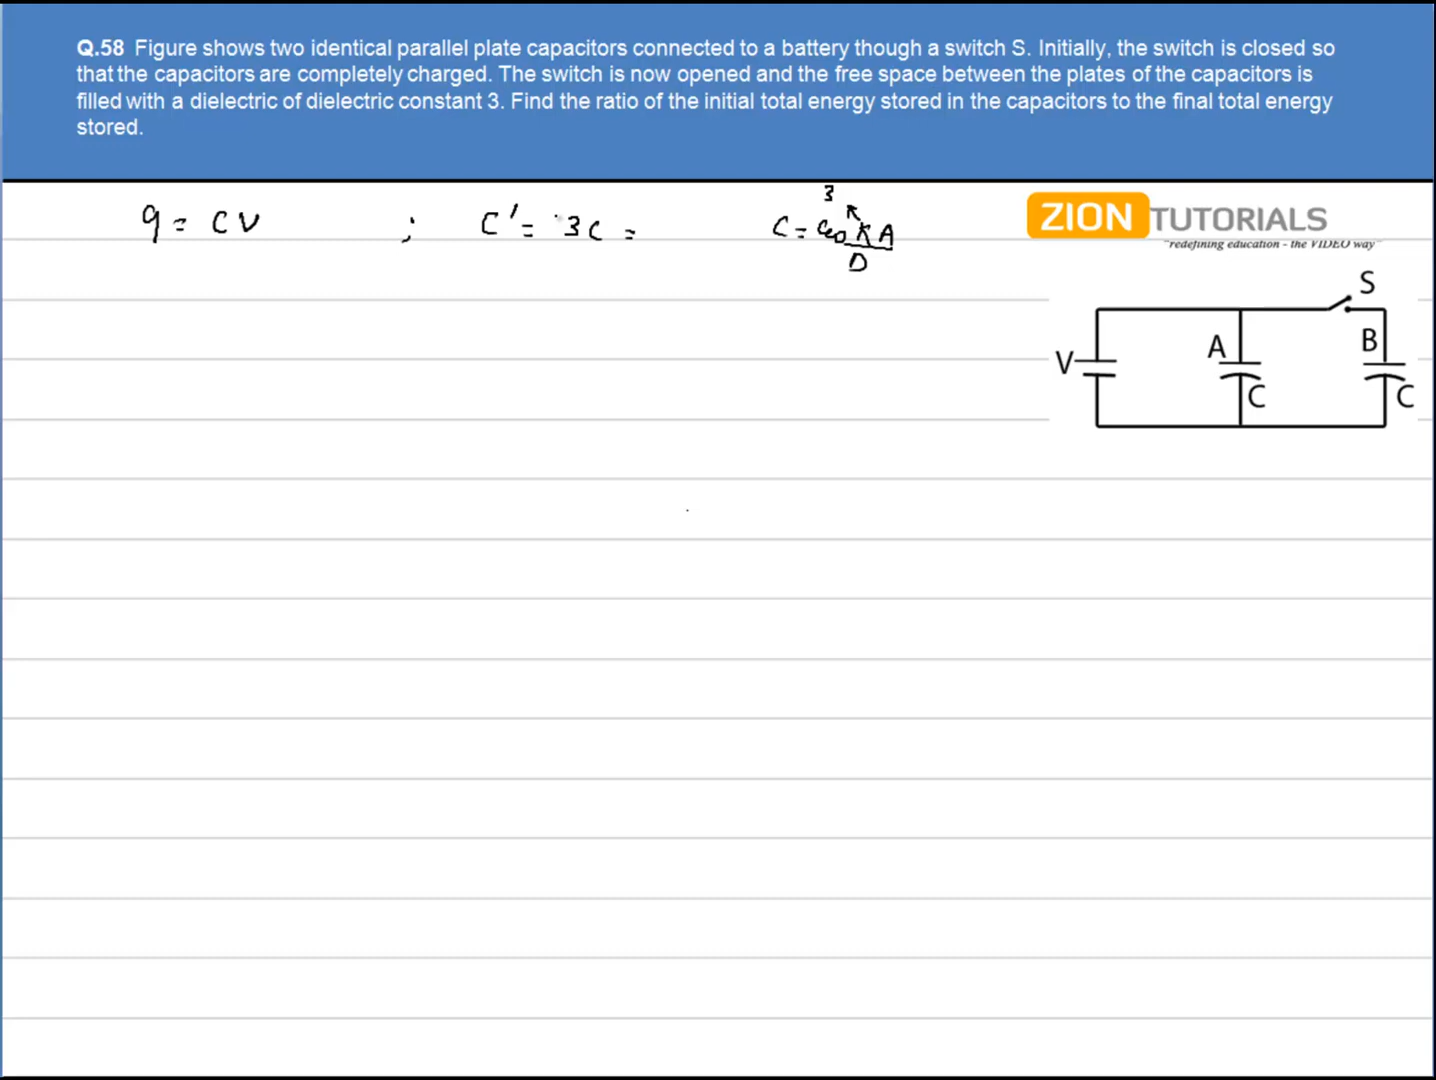 Q.58 Figure shows two identical parallel plate capacitors connected to a battery though a switch S. Initially, the switch is closed so
that the capacitors are completely charged. The switch is now opened and the free space between the plates of the capacitors is
filled with a dielectric of dielectric constant 3. Find the ratio of the initial total energy stored in the capacitors to the final total energy
stored.
q = CV ; C' = 3C = C = ε0 K A / D
3
ZION TUTORIALS
"redefining education - the VIDEO way"
S
V A B
C C